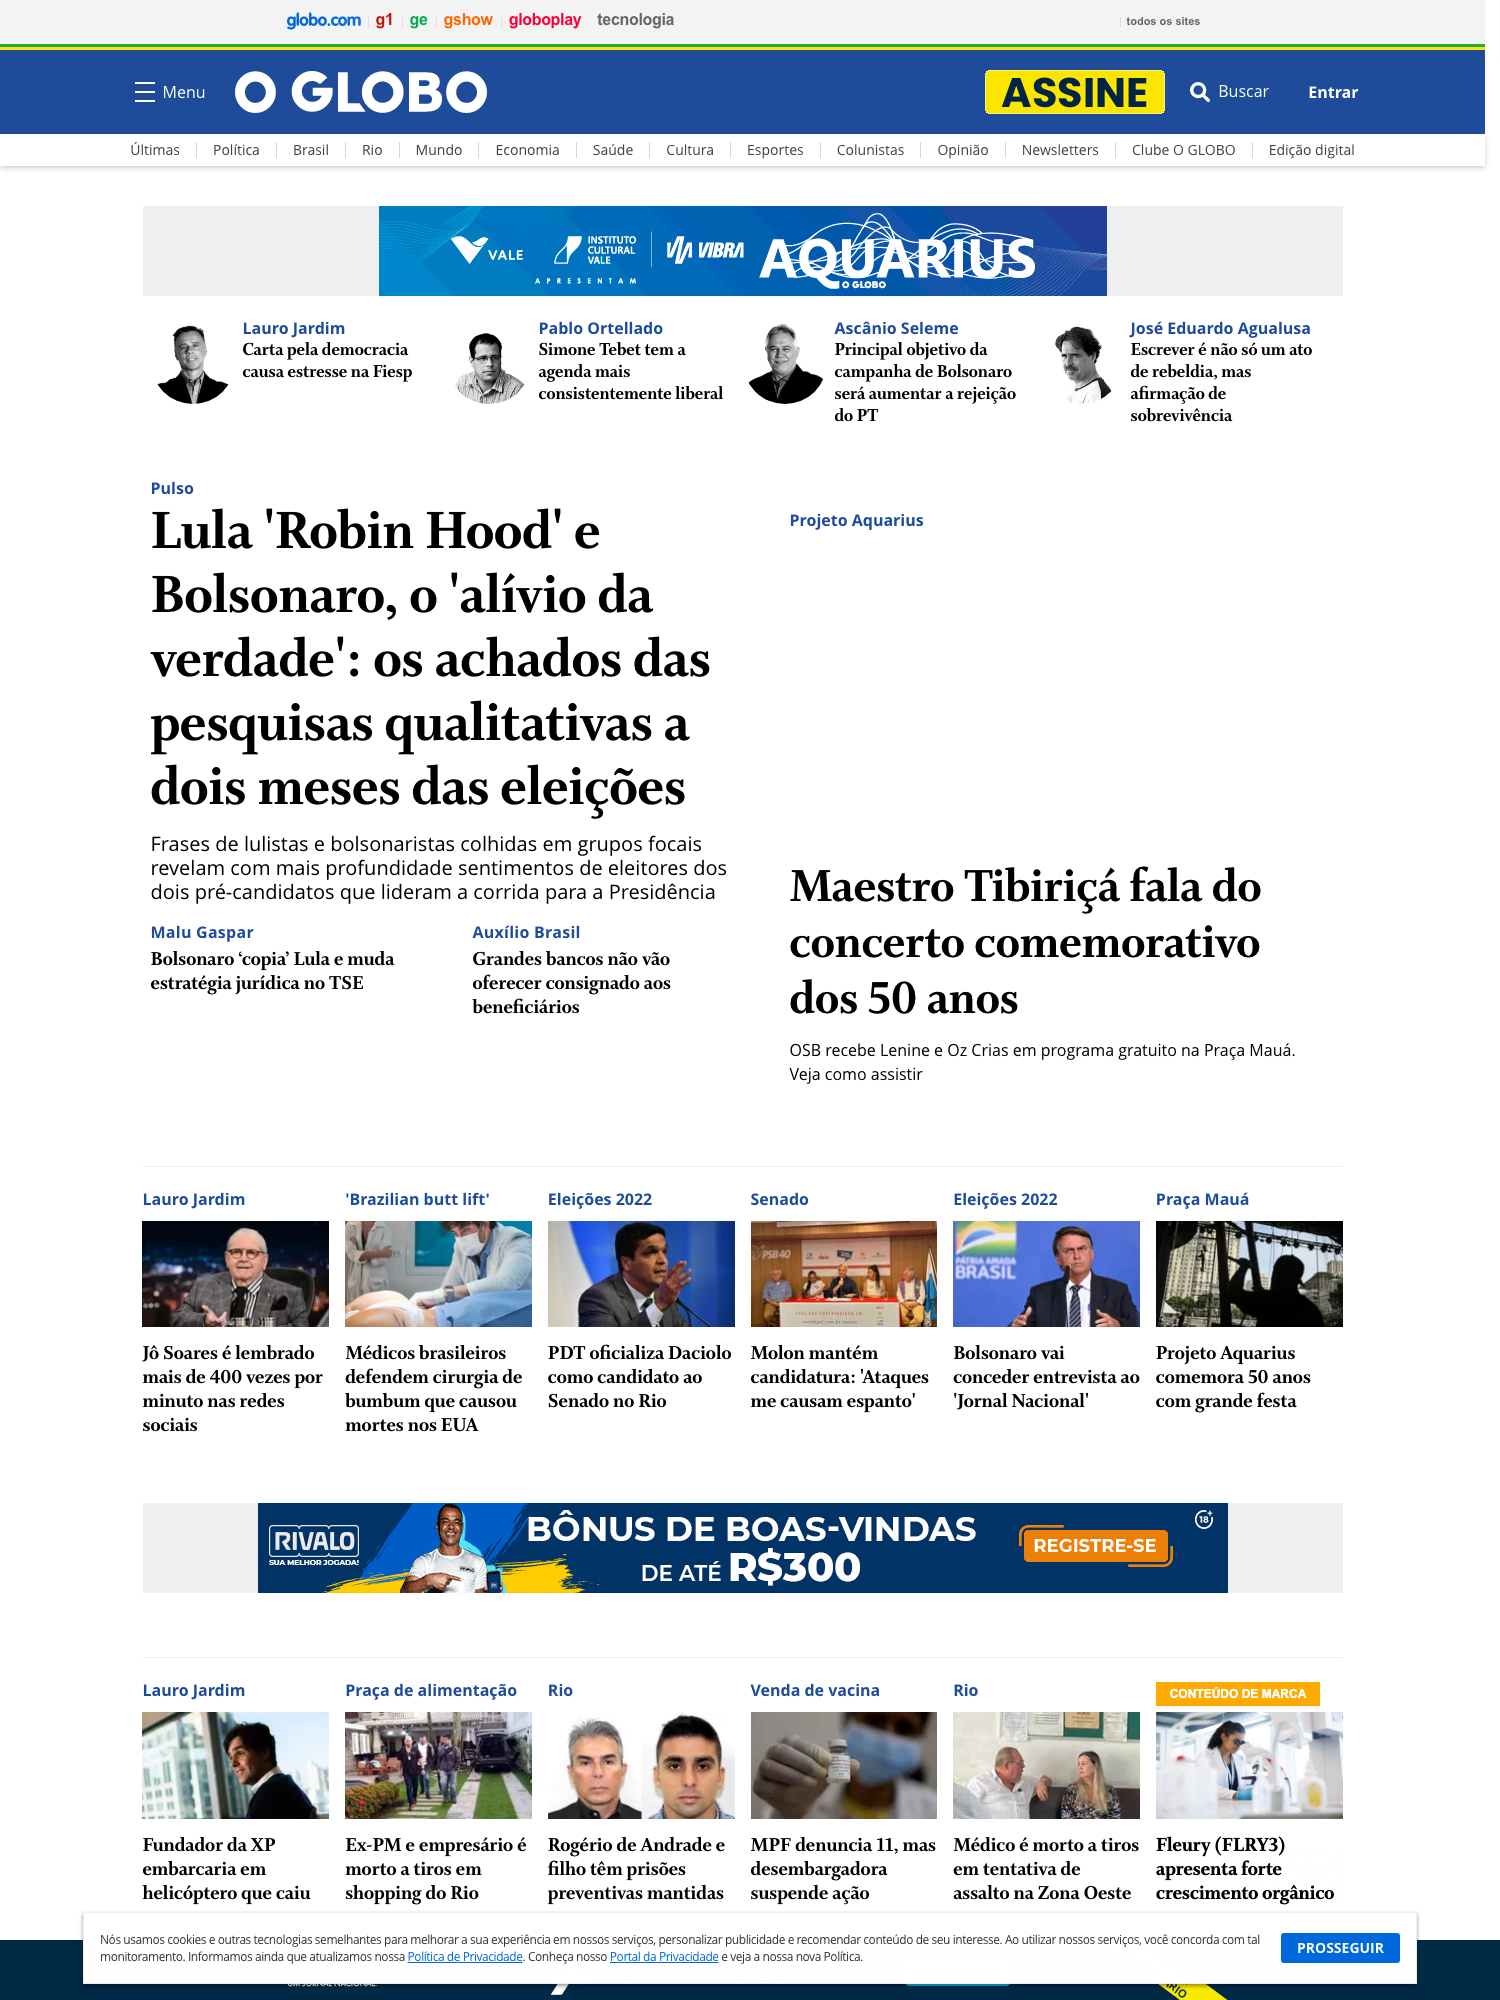 globo.com g1 ge gshow globoplay tecnologia todos os sites
Menu O GLOBO ASSINE Buscar Entrar
Últimas Política Brasil Rio Mundo Economia Saúde Cultura Esportes Colunistas Opinião Newsletters Clube O GLOBO Edição digital
VALE
INSTITUTO
CULTURAL
VALE
VIBRA
APRESENTAM
AQUARIUS
O GLOBO
Lauro Jardim
Carta pela democracia
causa estresse na Fiesp
Pablo Ortellado
Simone Tebet tem a
agenda mais
consistentemente liberal
Ascânio Seleme
Principal objetivo da
campanha de Bolsonaro
será aumentar a rejeição
do PT
José Eduardo Agualusa
Escrever é não só um ato
de rebeldia, mas
afirmação de
sobrevivência
Pulso
Lula 'Robin Hood' e
Bolsonaro, o 'alívio da
verdade': os achados das
pesquisas qualitativas a
dois meses das eleições
Frases de lulistas e bolsonaristas colhidas em grupos focais
revelam com mais profundidade sentimentos de eleitores dos
dois pré-candidatos que lideram a corrida para a Presidência
Malu Gaspar
Bolsonaro ‘copia’ Lula e muda
estratégia jurídica no TSE
Auxílio Brasil
Grandes bancos não vão
oferecer consignado aos
beneficiários
Projeto Aquarius
Maestro Tibiriçá fala do
concerto comemorativo
dos 50 anos
OSB recebe Lenine e Oz Crias em programa gratuito na Praça Mauá.
Veja como assistir
Lauro Jardim
Jô Soares é lembrado
mais de 400 vezes por
minuto nas redes
sociais
'Brazilian butt lift'
Médicos brasileiros
defendem cirurgia de
bumbum que causou
mortes nos EUA
Eleições 2022
PDT oficializa Daciolo
como candidato ao
Senado no Rio
Senado
PSB40
Molon mantém
candidatura: 'Ataques
me causam espanto'
Eleições 2022
PÁTRIA AMADA
BRASIL
Bolsonaro vai
conceder entrevista ao
'Jornal Nacional'
Praça Mauá
Projeto Aquarius
comemora 50 anos
com grande festa
RIVALO
SUA MELHOR JOGADA!
BÔNUS DE BOAS-VINDAS
DE ATÉ R$300
REGISTRE-SE
18+
Lauro Jardim
Fundador da XP
embarcaria em
helicóptero que caiu
Praça de alimentação
Ex-PM e empresário é
morto a tiros em
shopping do Rio
Rio
Rogério de Andrade e
filho têm prisões
preventivas mantidas
Venda de vacina
MPF denuncia 11, mas
desembargadora
suspende ação
Rio
Médico é morto a tiros
em tentativa de
assalto na Zona Oeste
CONTEÚDO DE MARCA
Fleury (FLRY3)
apresenta forte
crescimento orgânico
Nós usamos cookies e outras tecnologias semelhantes para melhorar a sua experiência em nossos serviços, personalizar publicidade e recomendar conteúdo de seu interesse. Ao utilizar nossos serviços, você concorda com tal
monitoramento. Informamos ainda que atualizamos nossa Política de Privacidade. Conheça nosso Portal da Privacidade e veja a nossa nova Política.
PROSSEGUIR